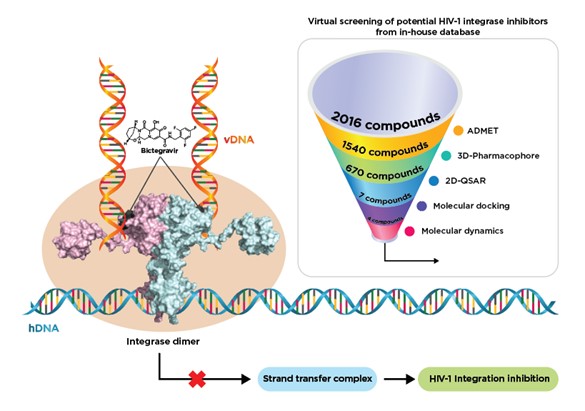 Virtual screening of potential HIV-1 integrase inhibitors
from in-house database
2016 compounds
1540 compounds
670 compounds
7 compounds
compounds
ADMET
3D-Pharmacophore
2D-QSAR
Molecular docking
Molecular dynamics
vDNA
Bictegravir
hDNA
Integrase dimer
Strand transfer complex
HIV-1 Integration inhibition